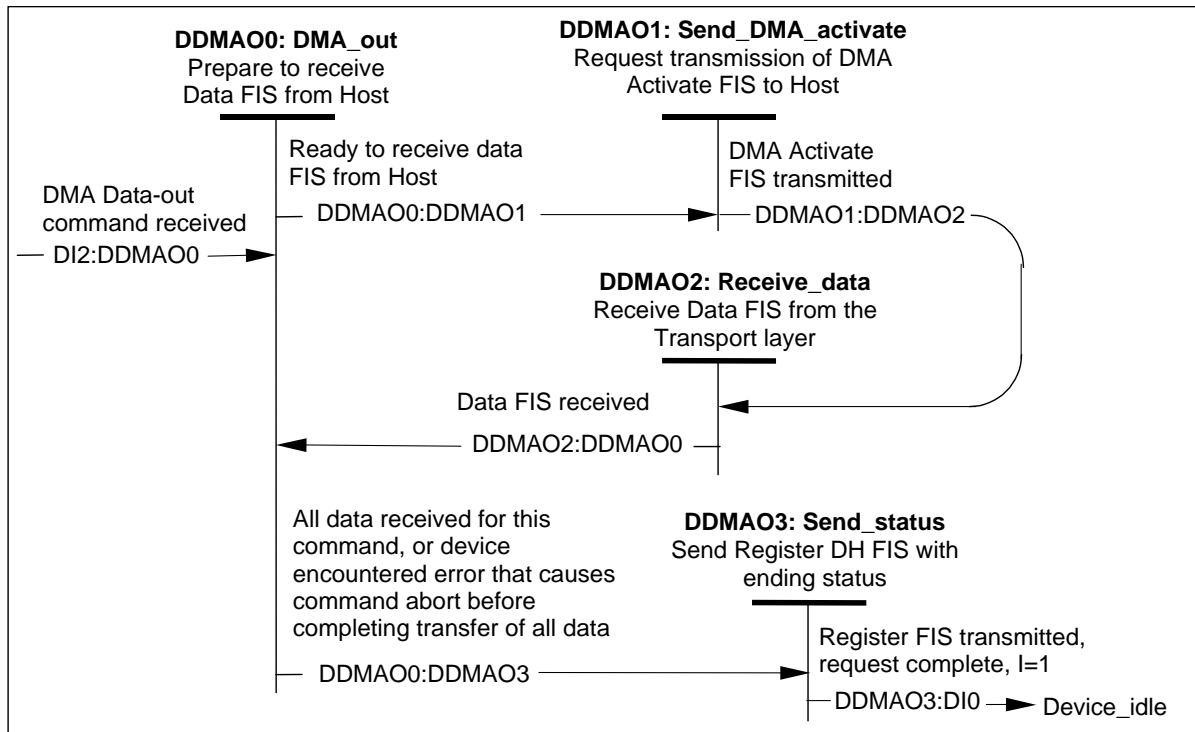 DDMAO0: DMA_out
Prepare to receive
Data FIS from Host
DDMAO1: Send_DMA_activate
Request transmission of DMA
Activate FIS to Host
Ready to receive data
FIS from Host
DDMAO0:DDMAO1
DMA Activate
FIS transmitted
DDMAO1:DDMAO2
DMA Data-out
command received
DI2:DDMAO0
DDMAO2: Receive_data
Receive Data FIS from the
Transport layer
Data FIS received
DDMAO2:DDMAO0
All data received for this
command, or device
encountered error that causes
command abort before
completing transfer of all data
DDMAO0:DDMAO3
DDMAO3: Send_status
Send Register DH FIS with
ending status
Register FIS transmitted,
request complete, I=1
DDMAO3:DI0
Device_idle